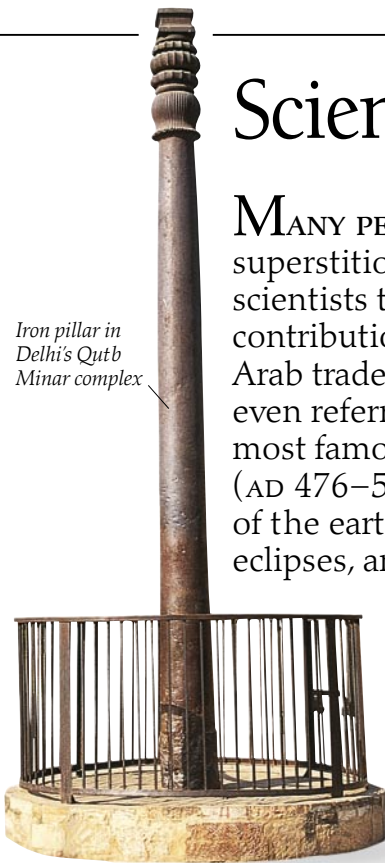 Scien
MANY PE
superstitio
scientists t
contributio
Arab trade
even referr
most famo
(AD 476–5
of the eart
eclipses, an
Iron pillar in
Delhi's Qutb
Minar complex